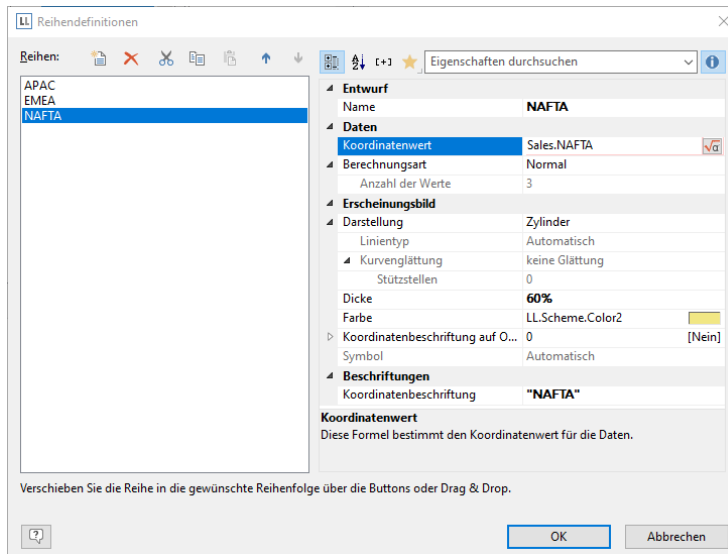 LL Reihendefinitionen
Reihen:
Eigenschaften durchsuchen
APAC
EMEA
NAFTA
Entwurf
Name NAFTA
Daten
Koordinatenwert Sales.NAFTA
Berechnungsart Normal
Anzahl der Werte 3
Erscheinungsbild
Darstellung Zylinder
Linientyp Automatisch
Kurvenglättung keine Glättung
Stützstellen 0
Dicke 60%
Farbe LL.Scheme.Color2
Koordinatenbeschriftung auf O... 0 [Nein]
Symbol Automatisch
Beschriftungen
Koordinatenbeschriftung "NAFTA"
Koordinatenwert
Diese Formel bestimmt den Koordinatenwert für die Daten.
Verschieben Sie die Reihe in die gewünschte Reihenfolge über die Buttons oder Drag & Drop.
OK Abbrechen